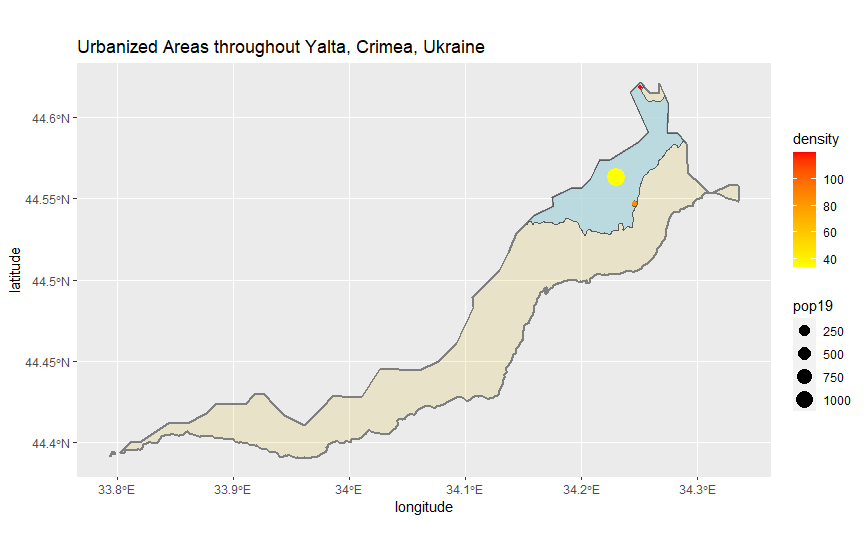 Urbanized Areas throughout Yalta, Crimea, Ukraine
44.6°N
44.55°N
44.5°N
44.45°N
44.4°N
latitude
33.8°E
33.9°E
34°E
34.1°E
34.2°E
34.3°E
longitude
density
100
80
60
40
pop19
250
500
750
1000